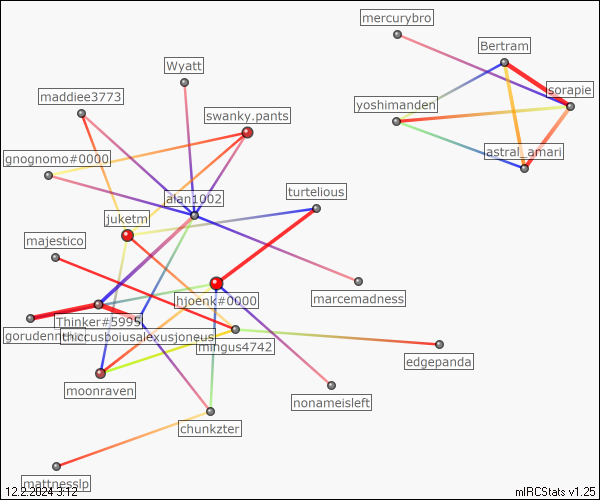 mercurybro
Bertram
Wyatt
sorapie
maddiee3773
yoshimanden
swanky.pants
astral_amari
gnognomo#0000
turtelious
alan1002
juketm
majestico
marcemadness
hjoenk#0000
Thinker#5995
thiccusboiusalexusjoneus
mingus4742
edgepanda
moonraven
nonameisleft
chunkzter
mattnesslp
12.2.2024 3:12
mIRCStats v1.25